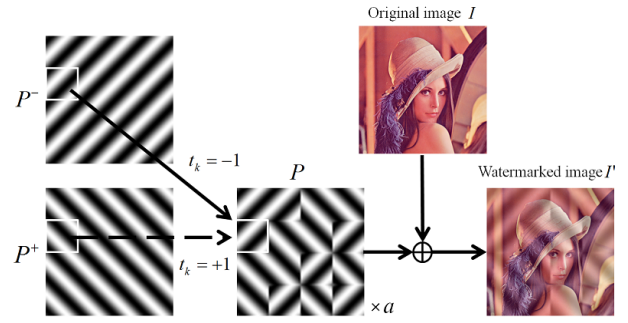 Original image I
P⁻
t_k = −1
P
Watermarked image I'
P⁺
t_k = +1
× a